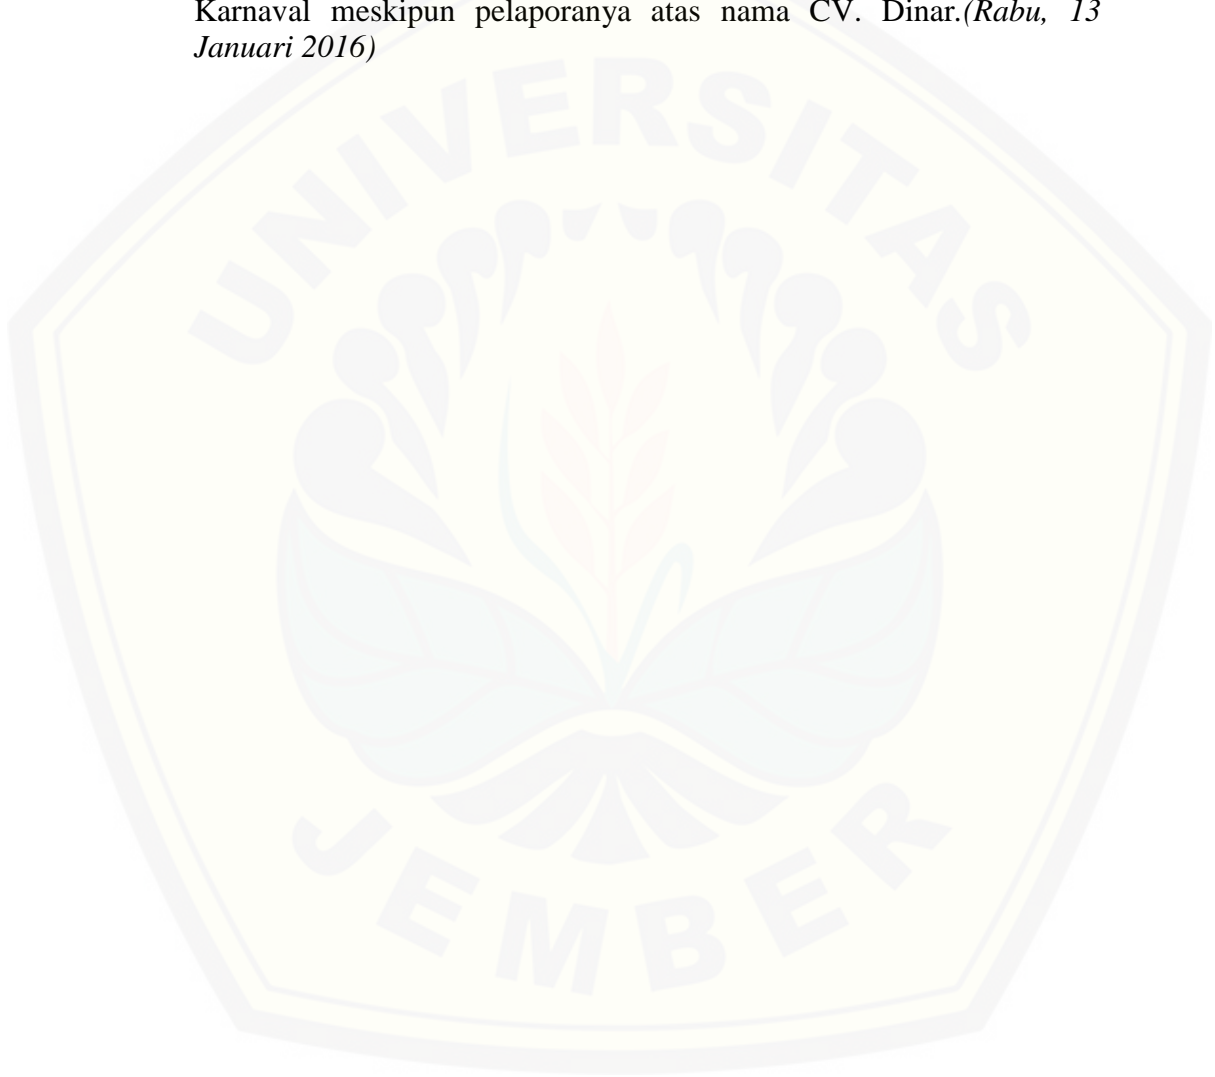 Karnaval meskipun pelaporanya atas nama CV. Dinar.(Rabu, 13
Januari 2016)
UNIVERSITAS
JEMBER